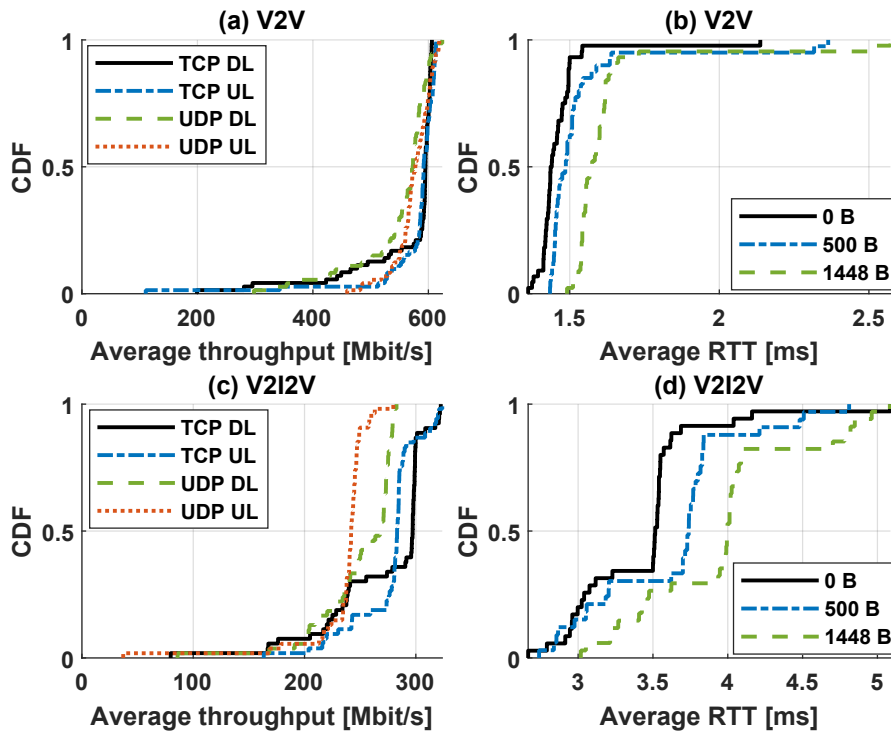 (a) V2V
1
TCP DL
TCP UL
UDP DL
UDP UL
CDF
0.5
0
0
200
400
600
Average throughput [Mbit/s]
(b) V2V
1
CDF
0.5
0 B
500 B
1448 B
0
1.5
2
2.5
Average RTT [ms]
(c) V2I2V
1
TCP DL
TCP UL
UDP DL
UDP UL
CDF
0.5
0
0
100
200
300
Average throughput [Mbit/s]
(d) V2I2V
1
CDF
0.5
0 B
500 B
1448 B
0
3
3.5
4
4.5
5
Average RTT [ms]